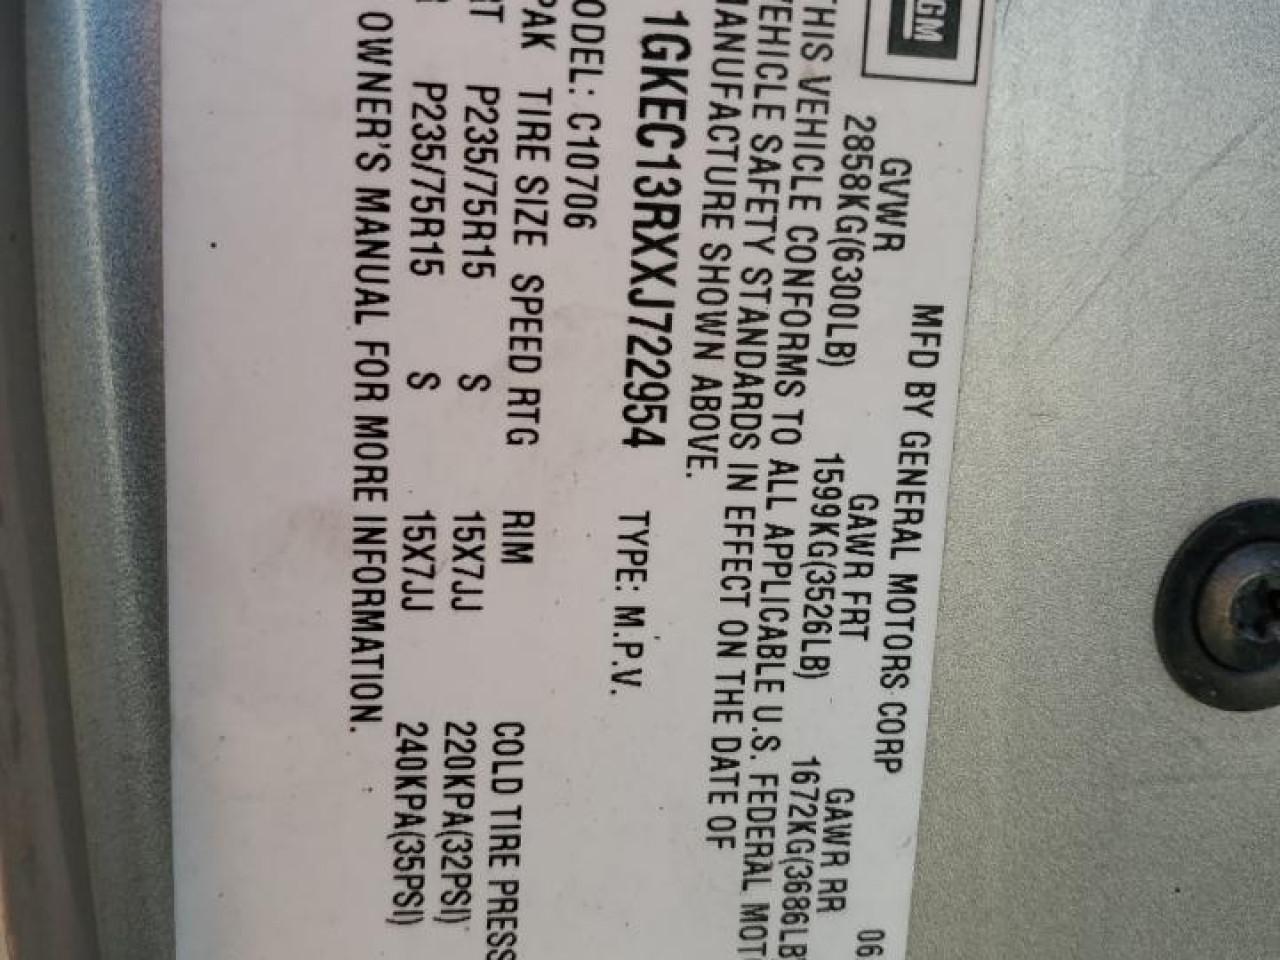 GM
MFD BY GENERAL MOTORS CORP 06
GVWR GAWR FRT GAWR RR
2858KG(6300LB) 1599KG(3526LB) 1672KG(3686LB
THIS VEHICLE CONFORMS TO ALL APPLICABLE U.S. FEDERAL MOT
VEHICLE SAFETY STANDARDS IN EFFECT ON THE DATE OF
MANUFACTURE SHOWN ABOVE.
1GKEC13RXXJ722954 TYPE: M.P.V.
ODEL: C10706
PAK TIRE SIZE SPEED RTG RIM COLD TIRE PRESS
RT P235/75R15 S 15X7JJ 220KPA(32PSI)
P235/75R15 S 15X7JJ 240KPA(35PSI)
OWNER'S MANUAL FOR MORE INFORMATION.